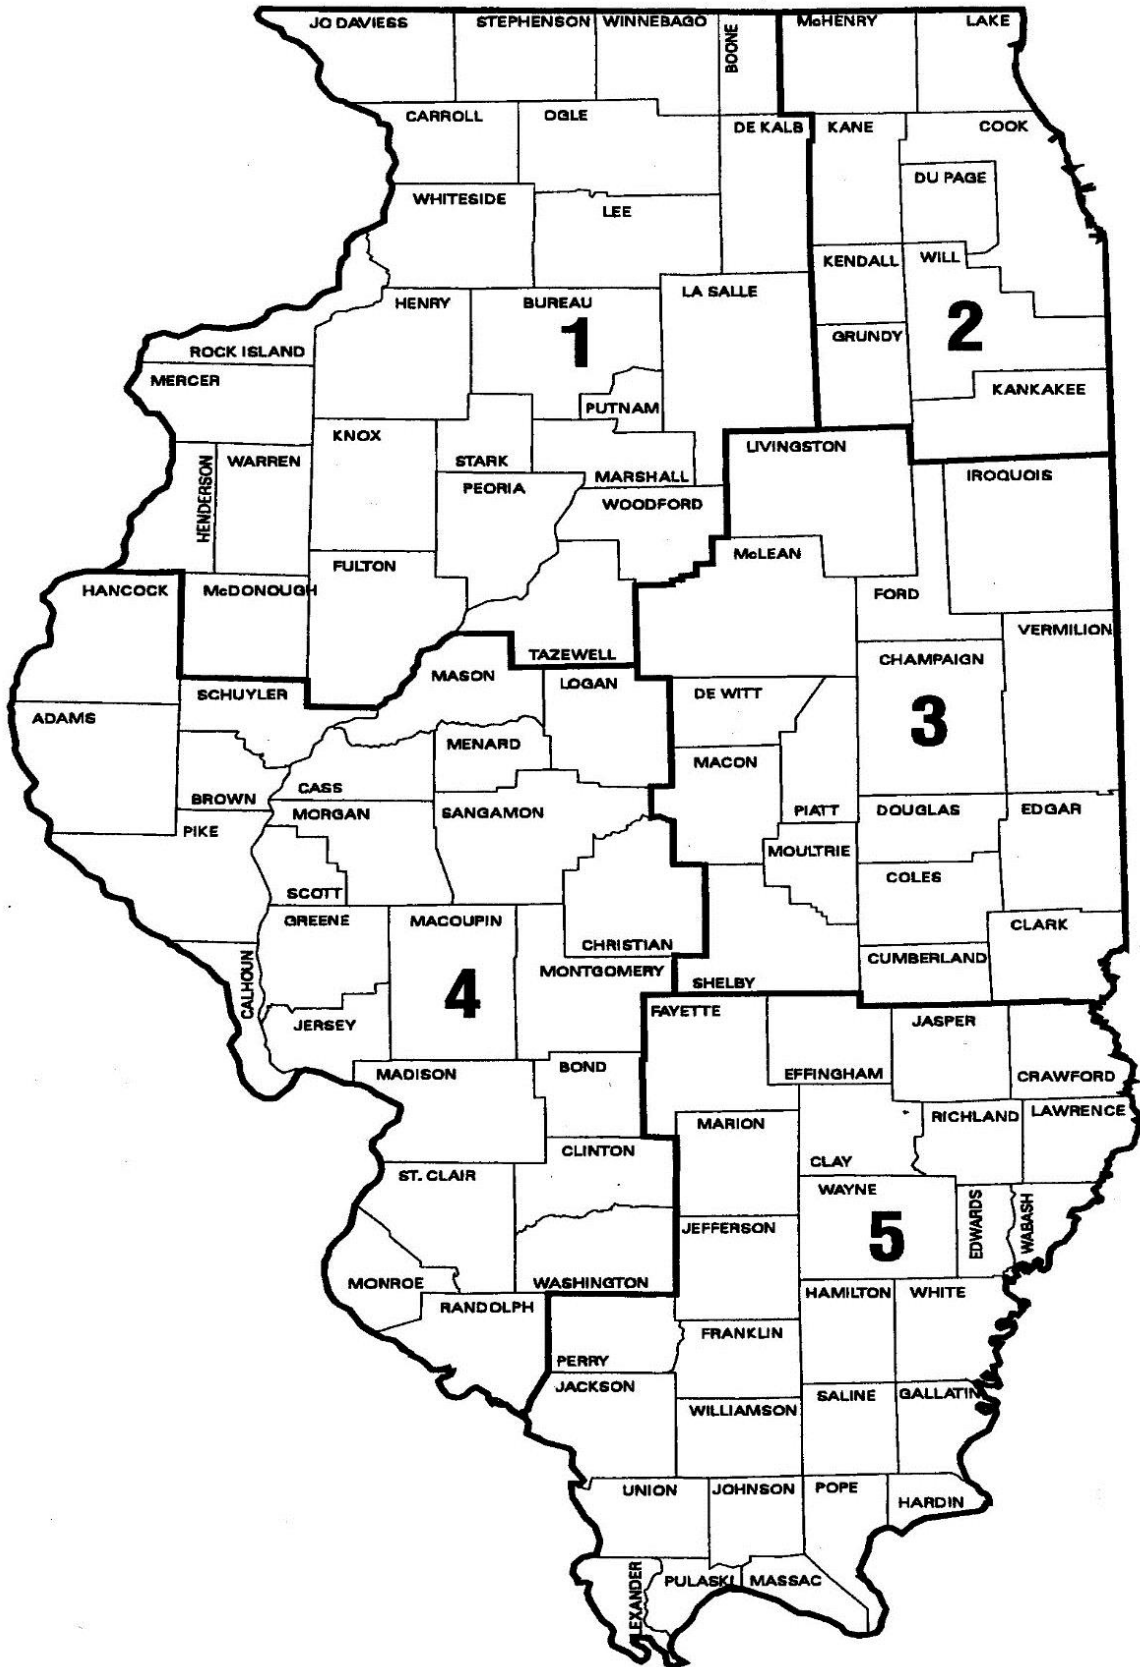 JO DAVIESS
STEPHENSON
WINNEBAGO
BOONE
McHENRY
LAKE
CARROLL
OGLE
DE KALB
KANE
COOK
DU PAGE
WHITESIDE
LEE
KENDALL
WILL
HENRY
BUREAU
LA SALLE
1
2
GRUNDY
ROCK ISLAND
MERCER
KANKAKEE
PUTNAM
KNOX
LIVINGSTON
HENDERSON
WARREN
STARK
MARSHALL
IROQUOIS
PEORIA
WOODFORD
McLEAN
FULTON
HANCOCK
McDONOUGH
FORD
VERMILION
TAZEWELL
CHAMPAIGN
MASON
LOGAN
SCHUYLER
DE WITT
3
ADAMS
MENARD
MACON
CASS
BROWN
MORGAN
SANGAMON
PIATT
DOUGLAS
EDGAR
PIKE
MOULTRIE
COLES
SCOTT
GREENE
MACOUPIN
CLARK
CHRISTIAN
CUMBERLAND
CALHOUN
MONTGOMERY
4
SHELBY
FAYETTE
JERSEY
JASPER
BOND
MADISON
EFFINGHAM
CRAWFORD
MARION
RICHLAND
LAWRENCE
CLINTON
CLAY
ST. CLAIR
WAYNE
EDWARDS
WABASH
JEFFERSON
5
MONROE
WASHINGTON
RANDOLPH
HAMILTON
WHITE
FRANKLIN
PERRY
JACKSON
SALINE
GALLATIN
WILLIAMSON
UNION
JOHNSON
POPE
HARDIN
ALEXANDER
PULASKI
MASSAC